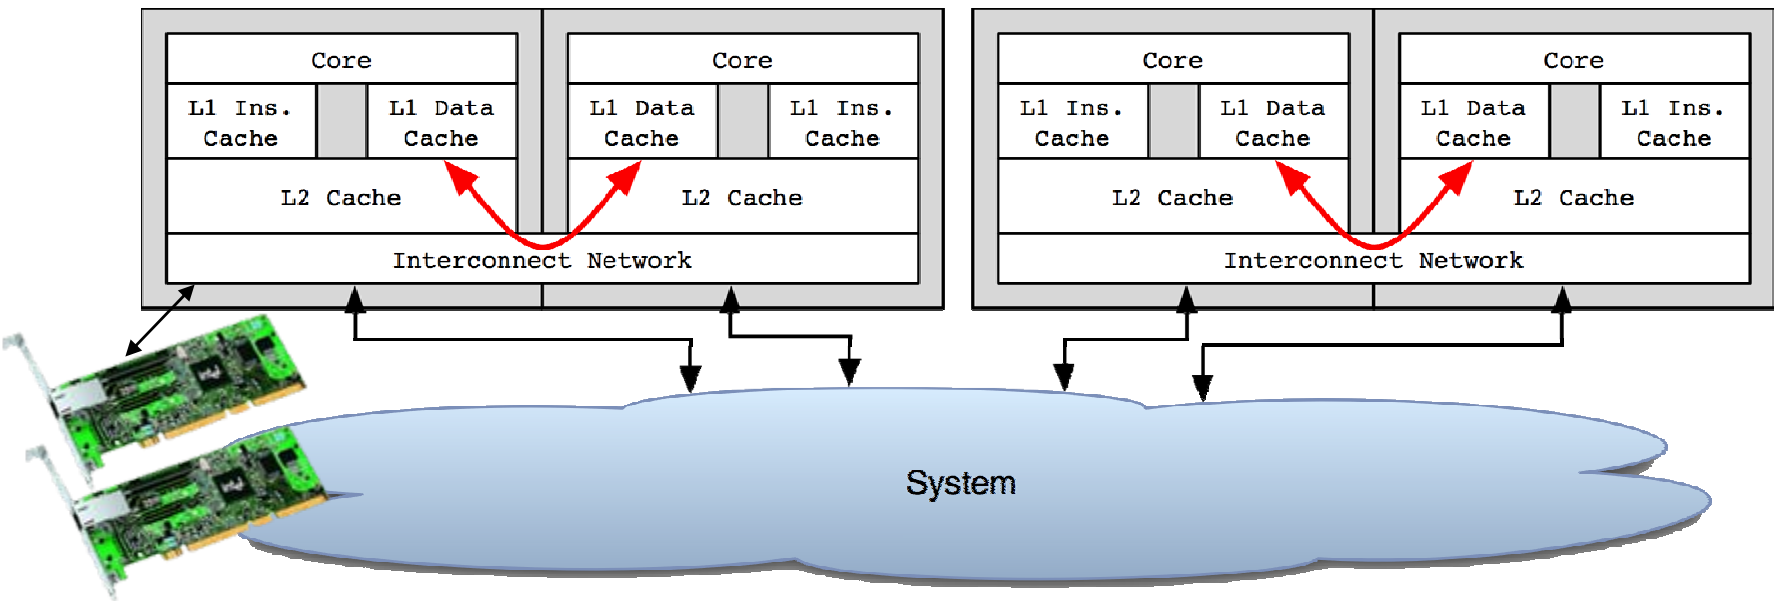 Core
Core
Core
Core
L1 Ins.
Cache
L1 Data
Cache
L1 Data
Cache
L1 Ins.
Cache
L1 Ins.
Cache
L1 Data
Cache
L1 Data
Cache
L1 Ins.
Cache
L2 Cache
L2 Cache
L2 Cache
L2 Cache
Interconnect Network
Interconnect Network
System